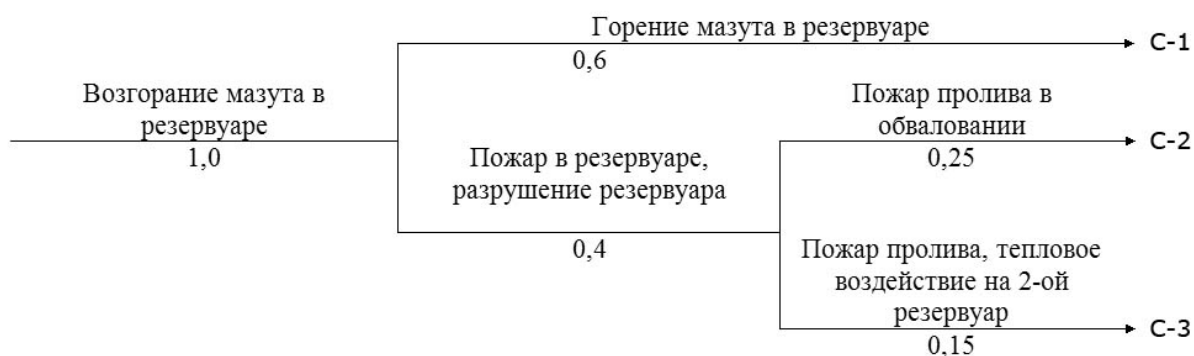 Горение мазута в резервуаре
0,6
С-1
Возгорание мазута в
резервуаре
1,0
Пожар в резервуаре,
разрушение резервуара
0,4
Пожар пролива в
обваловании
0,25
С-2
Пожар пролива, тепловое
воздействие на 2-ой
резервуар
0,15
С-3